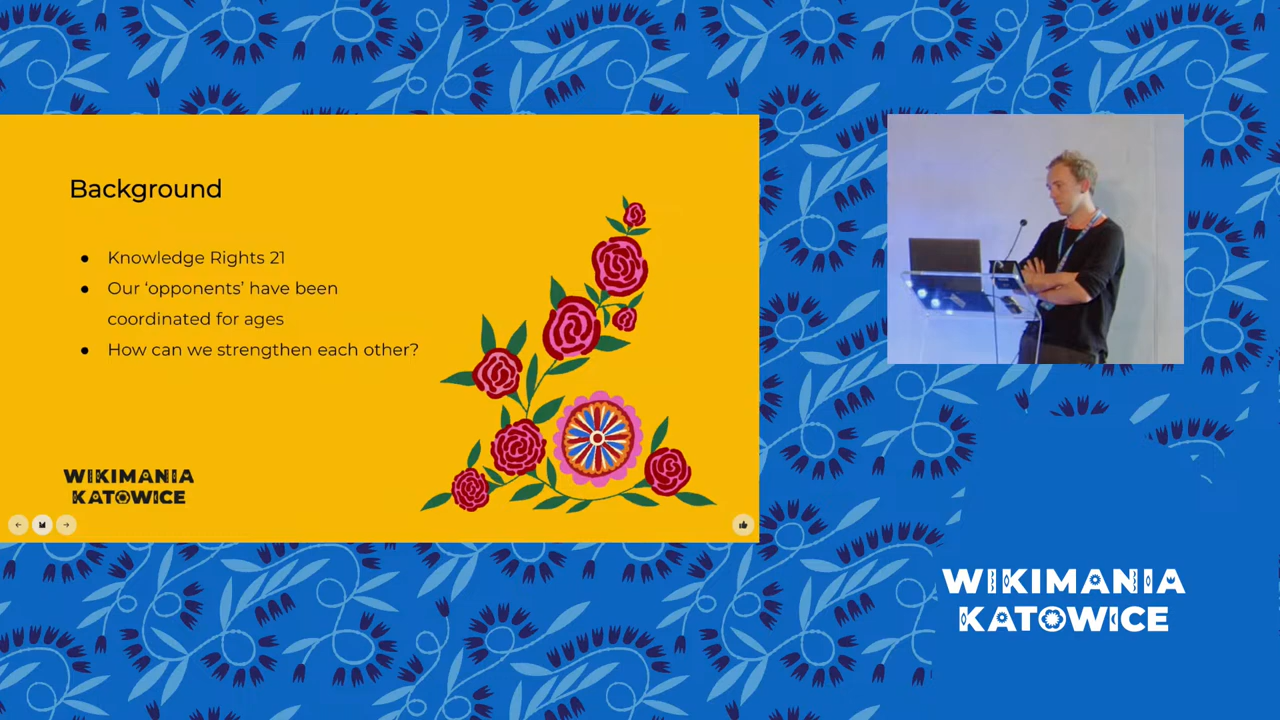 Background
● Knowledge Rights 21
● Our ‘opponents’ have been
coordinated for ages
● How can we strengthen each other?
WIKIMANIA
KATOWICE
WIKIMANIA
KATOWICE